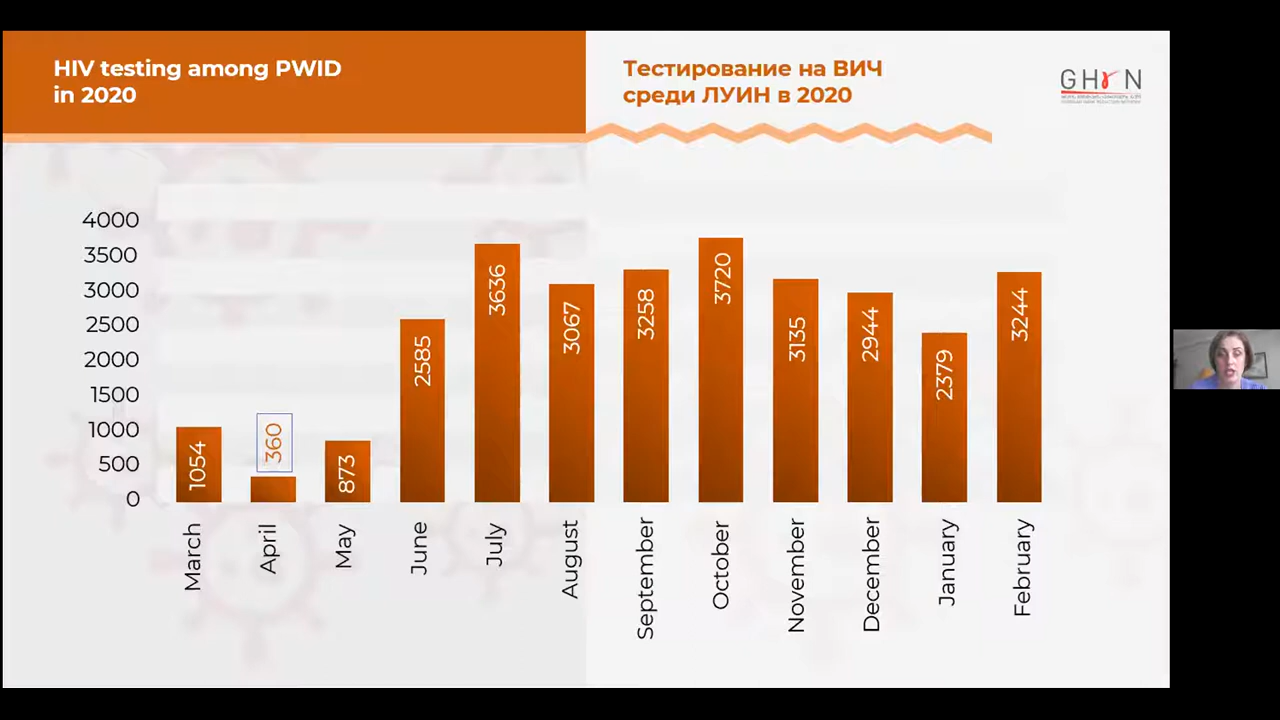 HIV testing among PWID
in 2020
Тестирование на ВИЧ
среди ЛУИН в 2020
GHRN
4000
3500
3000
2500
2000
1500
1000
500
0
1054
360
873
2585
3636
3067
3258
3720
3135
2944
2379
3244
March
April
May
June
July
August
September
October
November
December
January
February